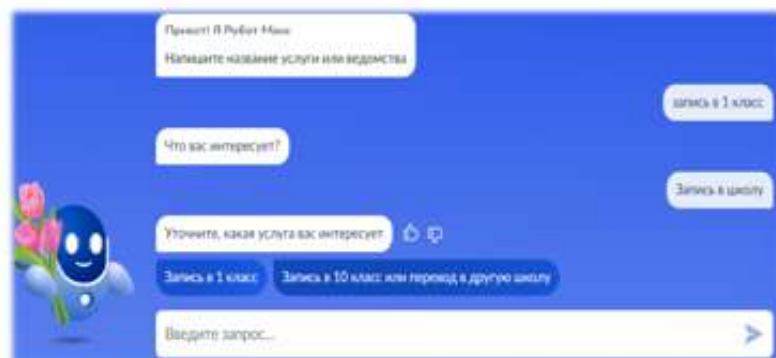 Привет! Я Робот Макс
Напишите название услуги или ведомства
запись в 1 класс
Что вас интересует?
Запись в школу
Уточните, какая услуга вас интересует
Запись в 1 класс
Запись в 10 класс или перевод в другую школу
Введите запрос...